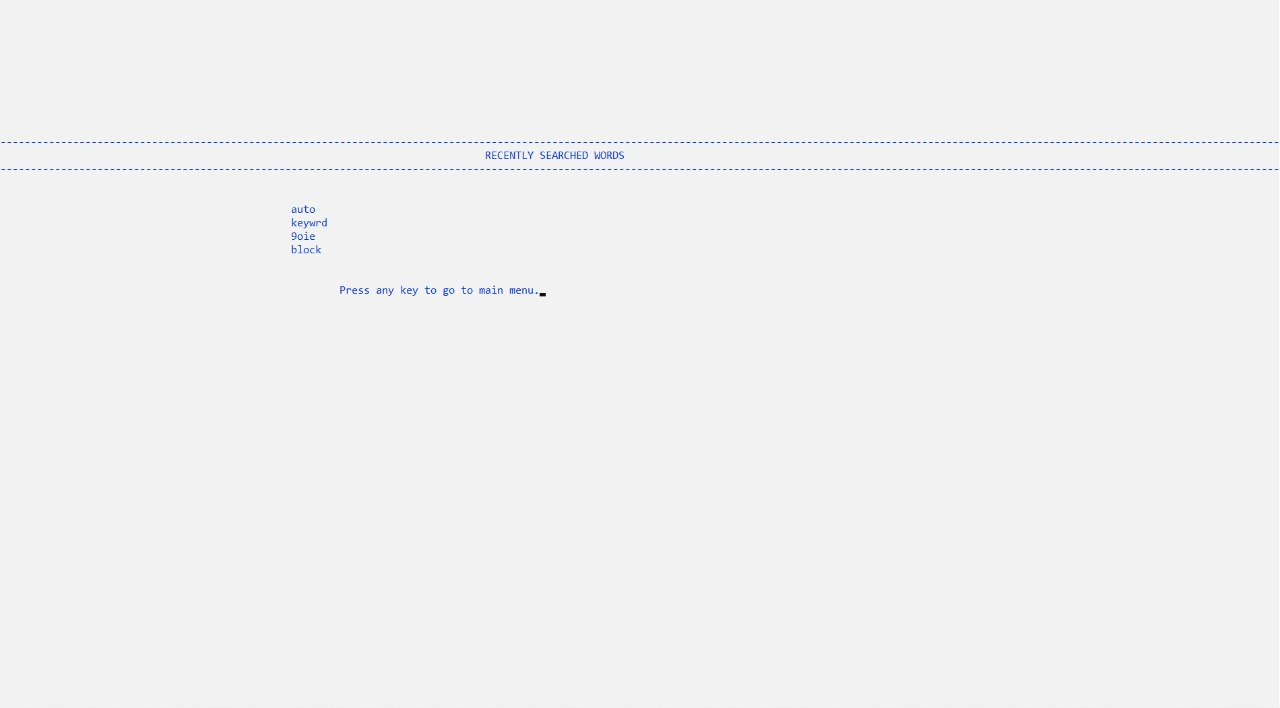 --------------------------------------------------------------------------------------------------------------------------------------------------------------------------------------------------------------------
RECENTLY SEARCHED WORDS
--------------------------------------------------------------------------------------------------------------------------------------------------------------------------------------------------------------------
auto
keywrd
9oie
block
Press any key to go to main menu.